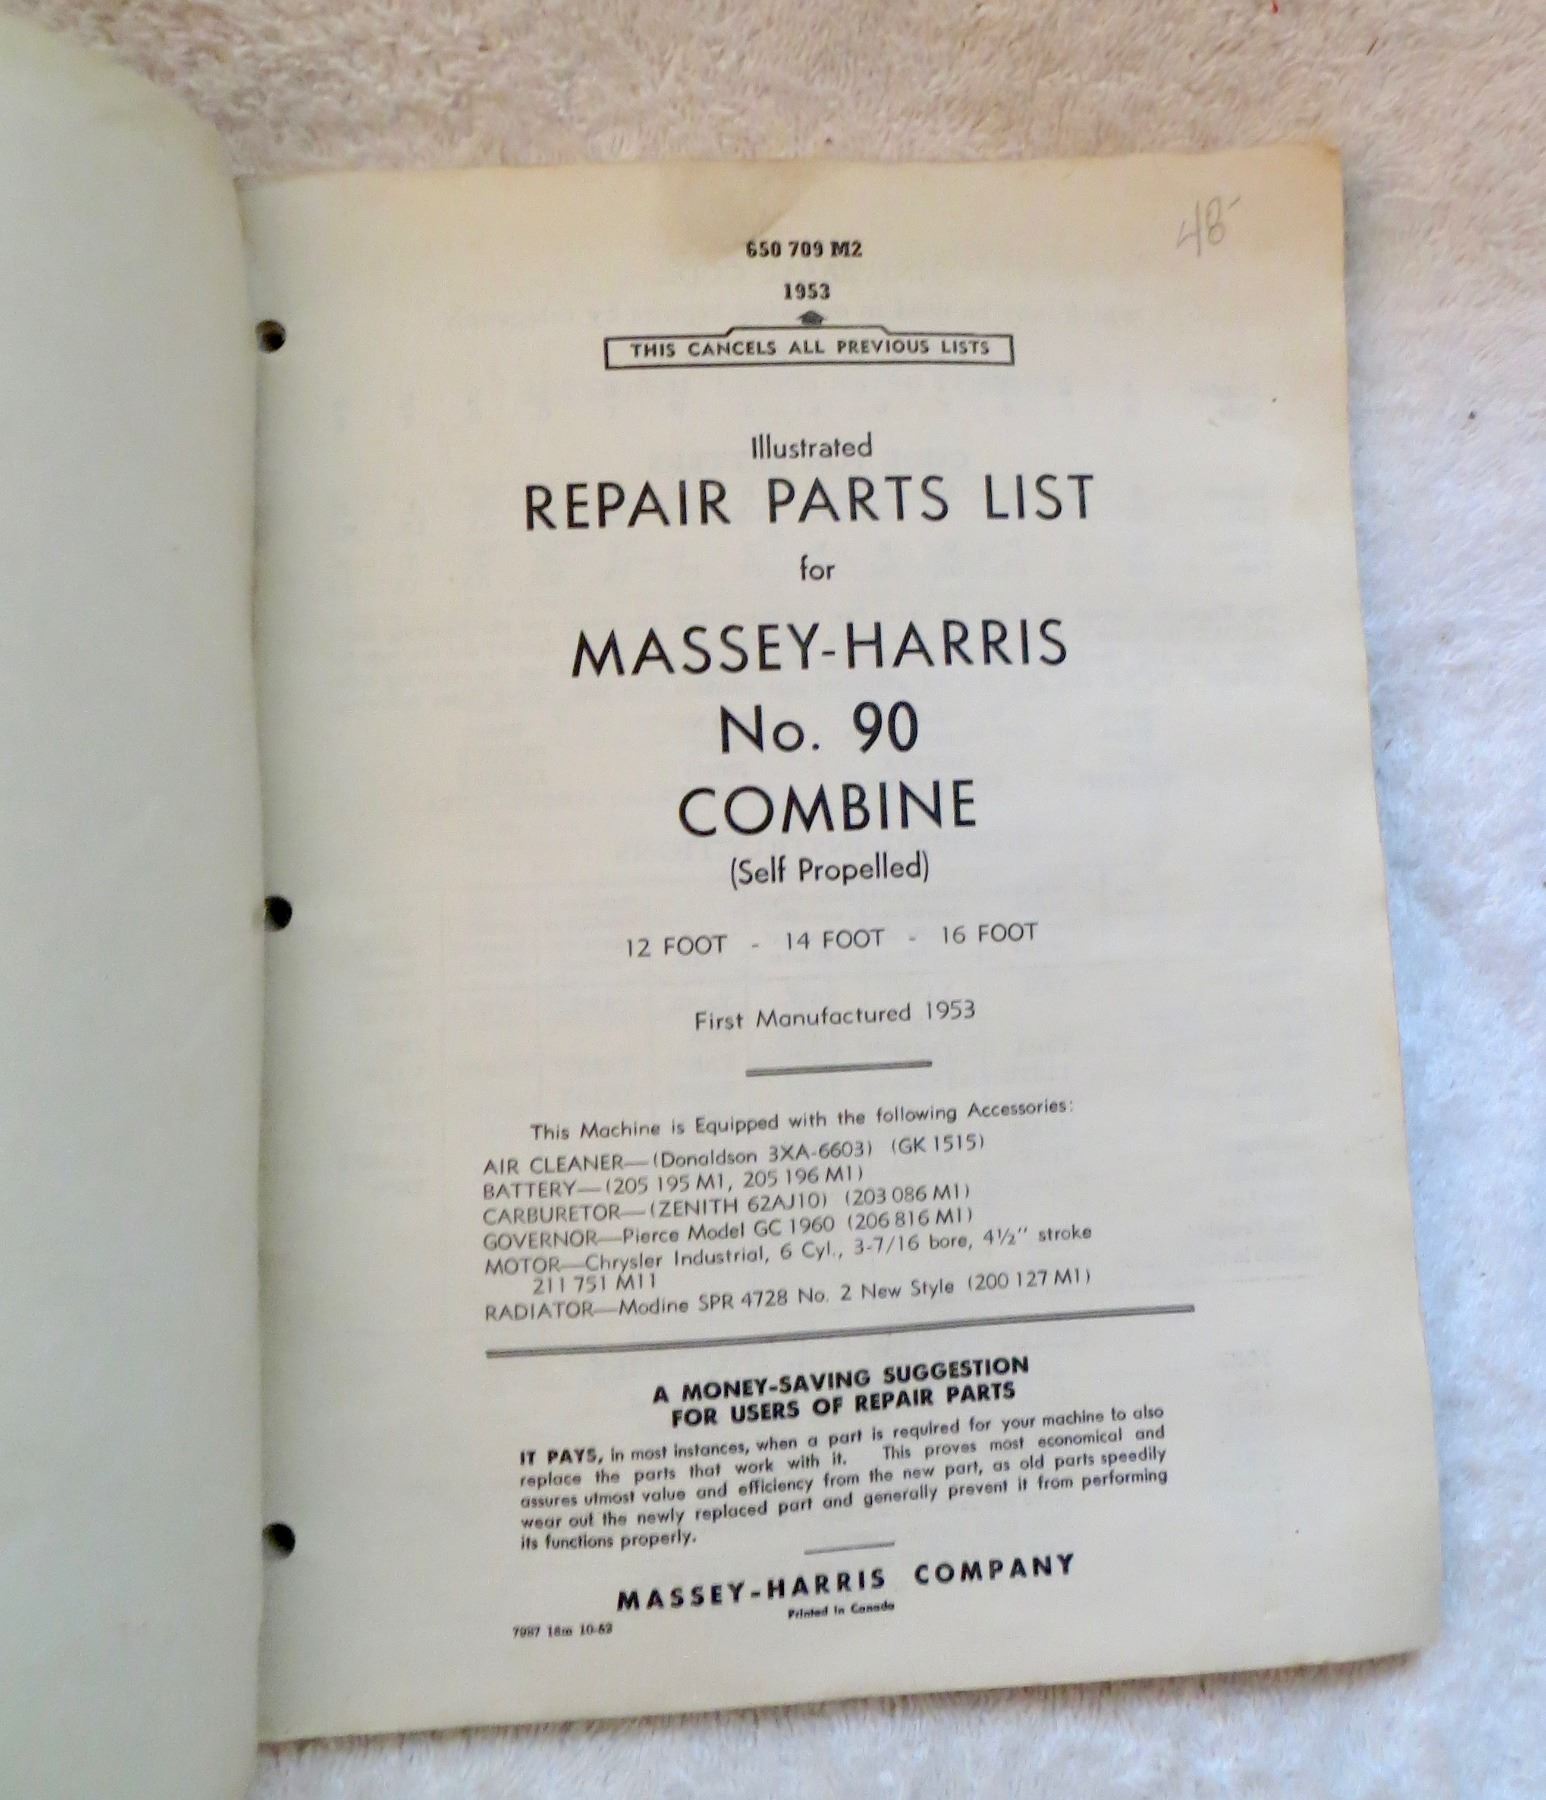 48-
650 709 M2
1953
THIS CANCELS ALL PREVIOUS LISTS
Illustrated
REPAIR PARTS LIST
for
MASSEY-HARRIS
No. 90
COMBINE
(Self Propelled)
12 FOOT - 14 FOOT - 16 FOOT
First Manufactured 1953
This Machine is Equipped with the following Accessories:
AIR CLEANER—(Donaldson 3XA-6603) (GK 1515)
BATTERY—(205 195 M1, 205 196 M1)
CARBURETOR—(ZENITH 62AJ10) (203 086 M1)
GOVERNOR—Pierce Model GC 1960 (206 816 M1)
MOTOR—Chrysler Industrial, 6 Cyl., 3-7/16 bore, 4½" stroke
211 751 M11
RADIATOR—Modine SPR 4728 No. 2 New Style (200 127 M1)
A MONEY-SAVING SUGGESTION
FOR USERS OF REPAIR PARTS
IT PAYS, in most instances, when a part is required for your machine to also
replace the parts that work with it. This proves most economical and
assures utmost value and efficiency from the new part, as old parts speedily
wear out the newly replaced part and generally prevent it from performing
its functions properly.
MASSEY-HARRIS COMPANY
Printed in Canada
7987 18m